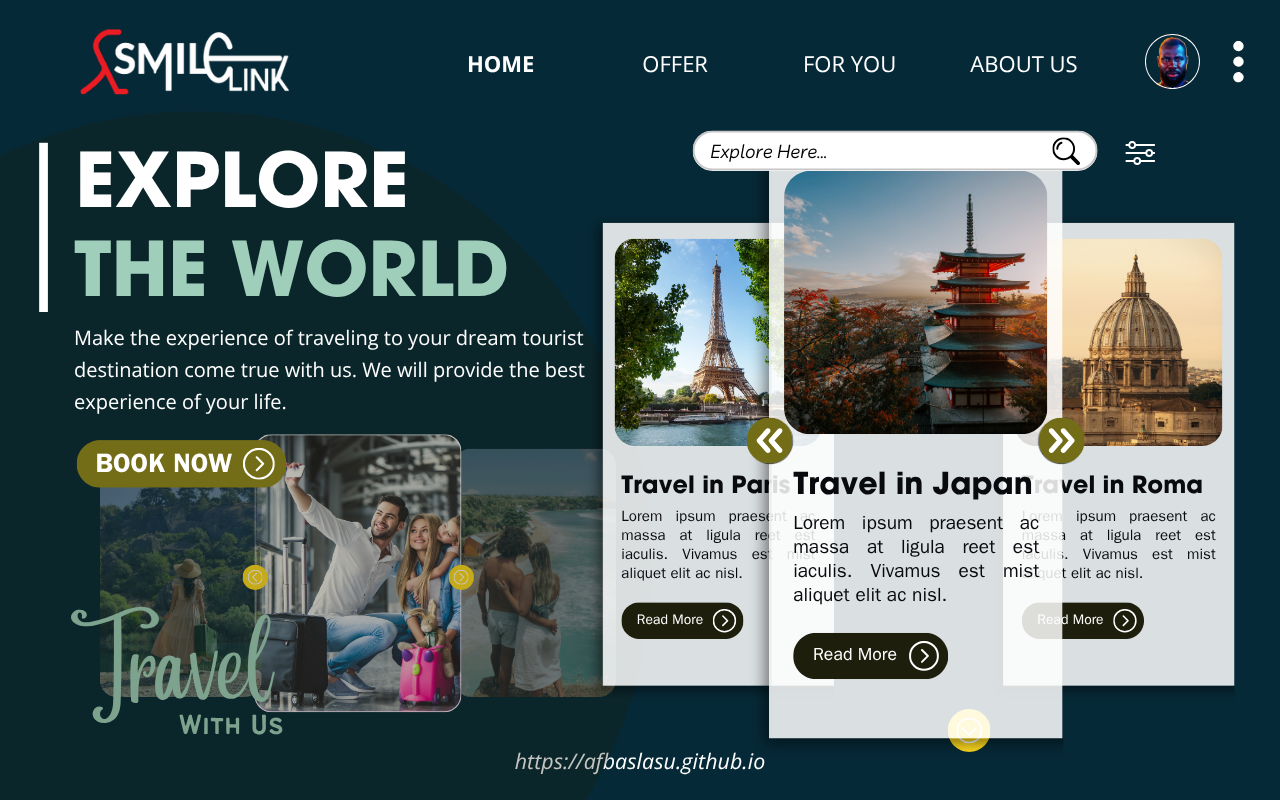 SMILE
LINK
HOME
OFFER
FOR YOU
ABOUT US
Explore Here...
EXPLORE
THE WORLD
Make the experience of traveling to your dream tourist
destination come true with us. We will provide the best
experience of your life.
BOOK NOW
Travel
WITH US
Travel in Paris
Lorem ipsum praesent ac
massa at ligula reet est
iaculis. Vivamus est mist
aliquet elit ac nisl.
Read More
Travel in Japan
Lorem ipsum praesent ac
massa at ligula reet est
iaculis. Vivamus est mist
aliquet elit ac nisl.
Read More
Travel in Roma
Lorem ipsum praesent ac
massa at ligula reet est
iaculis. Vivamus est mist
aliquet elit ac nisl.
Read More
https://afbaslasu.github.io